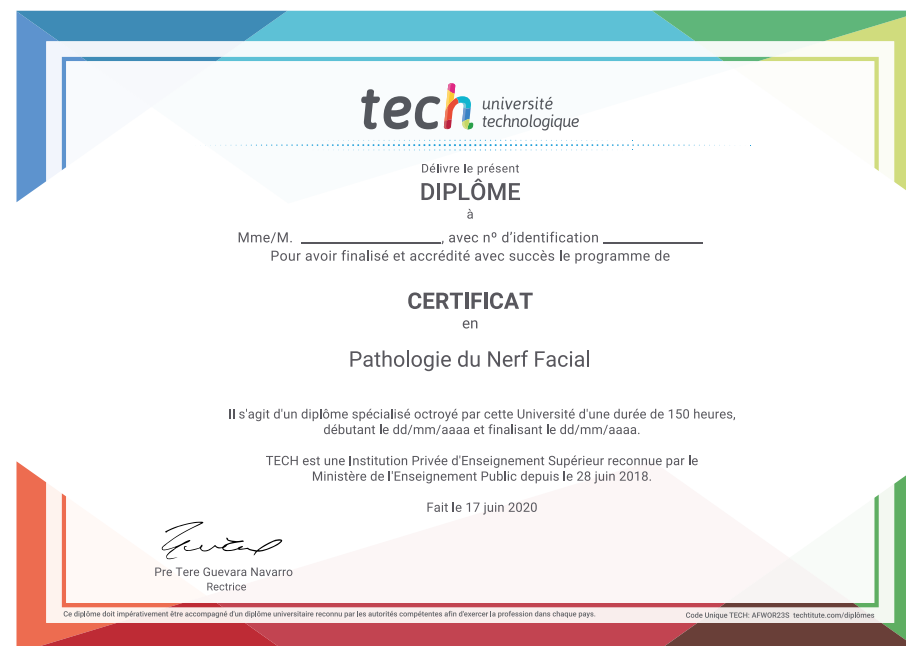 tech université
technologique
Délivre le présent
DIPLÔME
à
Mme/M. ____________________, avec nº d'identification ______________
Pour avoir finalisé et accrédité avec succès le programme de
CERTIFICAT
en
Pathologie du Nerf Facial
Il s'agit d'un diplôme spécialisé octroyé par cette Université d'une durée de 150 heures,
débutant le dd/mm/aaaa et finalisant le dd/mm/aaaa.
TECH est une Institution Privée d'Enseignement Supérieur reconnue par le
Ministère de l'Enseignement Public depuis le 28 juin 2018.
Fait le 17 juin 2020
Pre Tere Guevara Navarro
Rectrice
Ce diplôme doit impérativement être accompagné d'un diplôme universitaire reconnu par les autorités compétentes afin d'exercer la profession dans chaque pays.
Code Unique TECH: AFWOR23S techtitute.com/diplômes